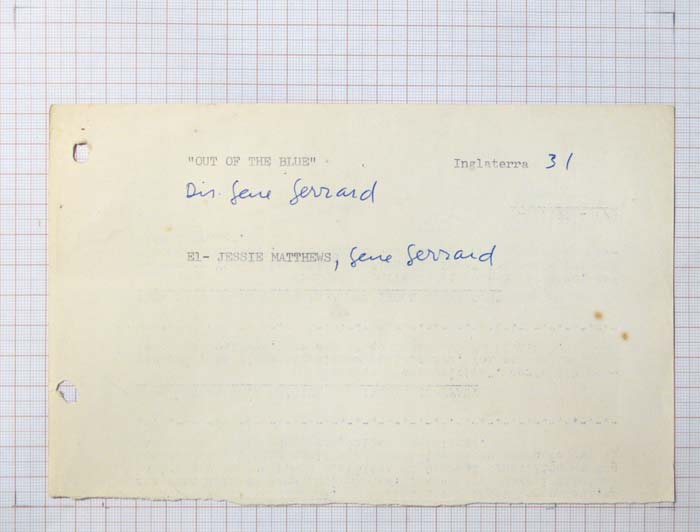 "OUT OF THE BLUE" Inglaterra 31
Dir. Gene Gerrard
El- JESSIE MATTHEWS, Gene Gerrard